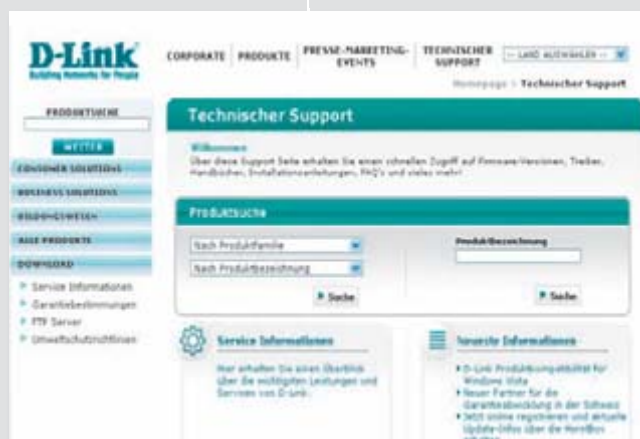 D-Link
Building Networks for People
CORPORATE
PRODUKTE
PRESSE-MARKETING-EVENTS
TECHNISCHER SUPPORT
-- LAND AUSWÄHLEN --
Homepage > Technischer Support
PRODUKTSUCHE
WEITER
CONSUMER SOLUTIONS
BUSINESS SOLUTIONS
BILDUNGSWESEN
ALLE PRODUKTE
DOWNLOAD
Service Informationen
Garantiebestimmungen
FTP Server
Umweltschutzrichtlinien
Technischer Support
Willkommen
Über diese Support Seite erhalten Sie einen schnellen Zugriff auf Firmware-Versionen, Treiber,
Handbücher, Installationsanleitungen, FAQ's und vieles mehr!
Produktsuche
Nach Produktfamilie
Nach Produktbezeichnung
Suche
Produktbezeichnung
Suche
Service Informationen
Hier erhalten Sie einen Überblick
über die wichtigsten Leistungen und
Services von D-Link.
Neueste Informationen
D-Link Produktkompatibilität für
Windows Vista
Neuer Partner für die
Garantieabwicklung in der Schweiz
Jetzt online registrieren und aktuelle
Update-Infos über die HorstBox